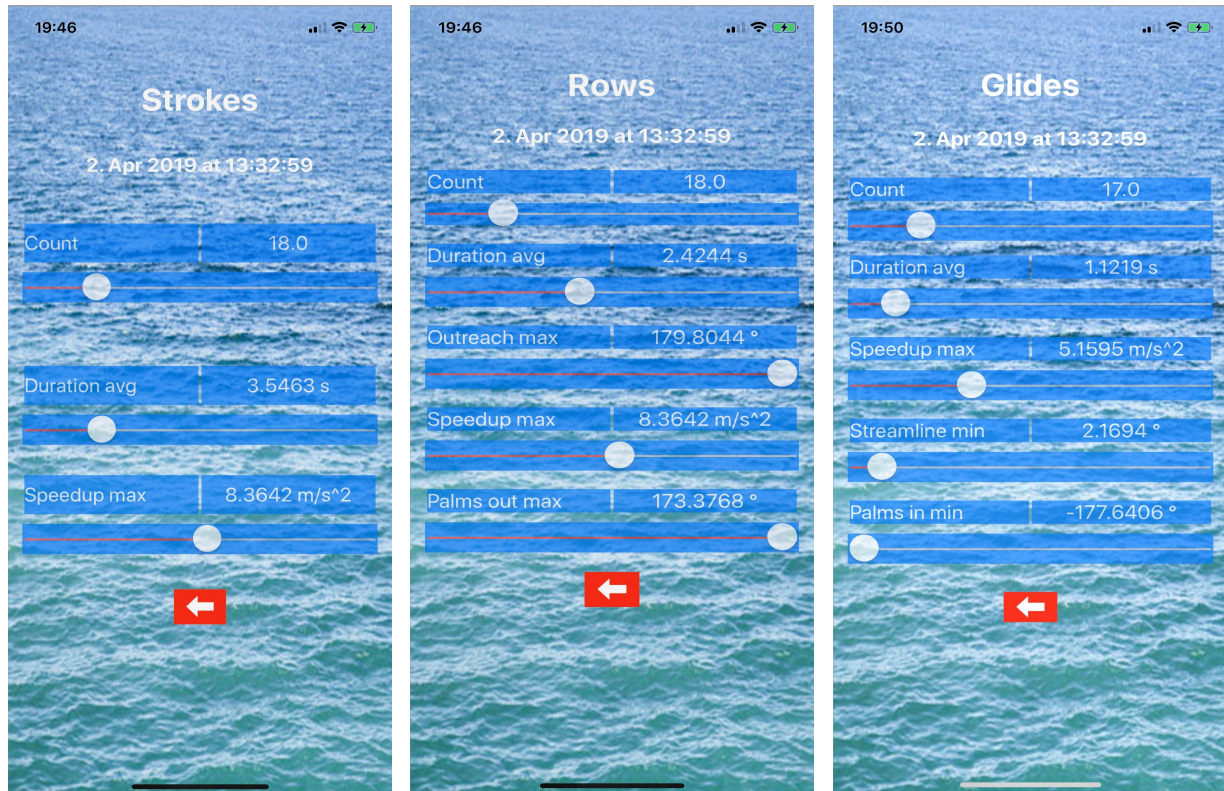 19:46
Strokes
2. Apr 2019 at 13:32:59
Count 18.0
Duration avg 3.5463 s
Speedup max 8.3642 m/s^2
19:46
Rows
2. Apr 2019 at 13:32:59
Count 18.0
Duration avg 2.4244 s
Outreach max 179.8044 °
Speedup max 8.3642 m/s^2
Palms out max 173.3768 °
19:50
Glides
2. Apr 2019 at 13:32:59
Count 17.0
Duration avg 1.1219 s
Speedup max 5.1595 m/s^2
Streamline min 2.1694 °
Palms in min -177.6406 °